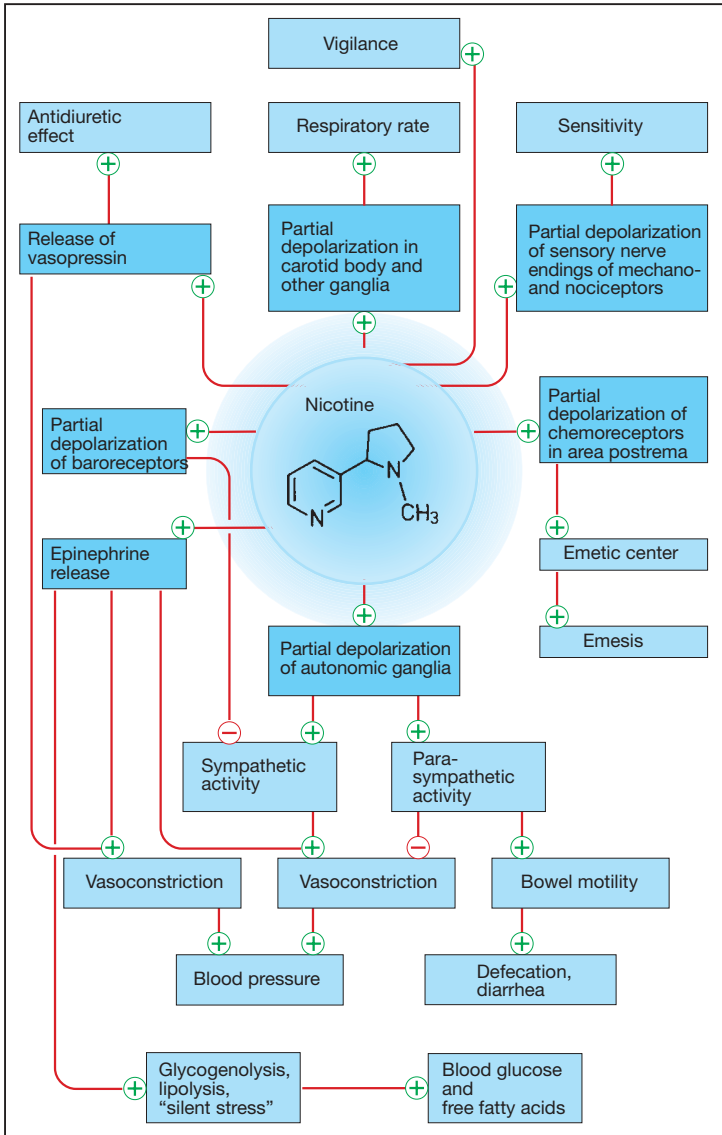 Vigilance
Antidiuretic
effect
Respiratory rate
Sensitivity
Release of
vasopressin
Partial
depolarization in
carotid body and
other ganglia
Partial depolarization
of sensory nerve
endings of mechano-
and nociceptors
Nicotine
Partial
depolarization
of baroreceptors
Partial
depolarization of
chemoreceptors
in area postrema
N
N
CH3
Epinephrine
release
Emetic center
Emesis
Partial depolarization
of autonomic ganglia
Sympathetic
activity
Para-
sympathetic
activity
Vasoconstriction
Vasoconstriction
Bowel motility
Blood pressure
Defecation,
diarrhea
Glycogenolysis,
lipolysis,
“silent stress”
Blood glucose
and
free fatty acids